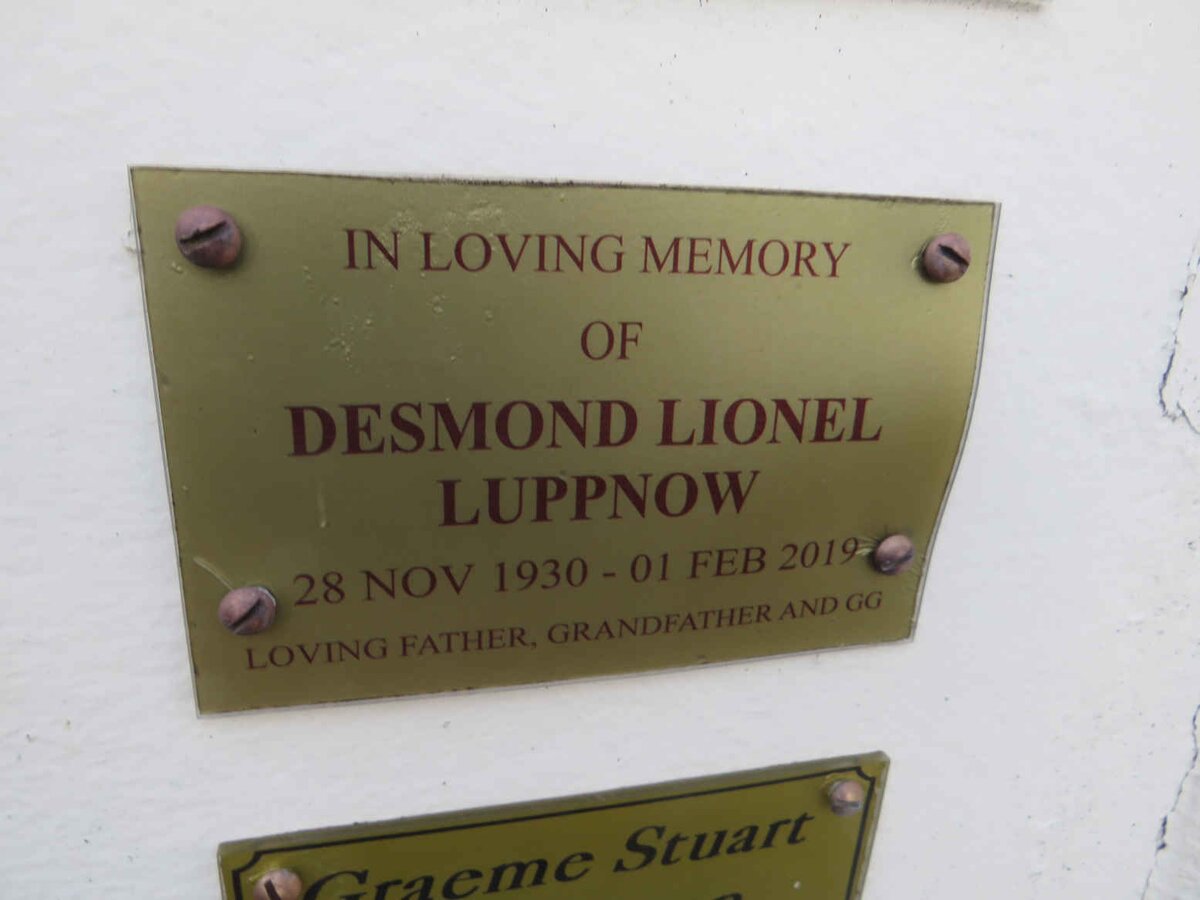 IN LOVING MEMORY
OF
DESMOND LIONEL
LUPPNOW
28 NOV 1930 - 01 FEB 2019
LOVING FATHER, GRANDFATHER AND GG
Graeme Stuart